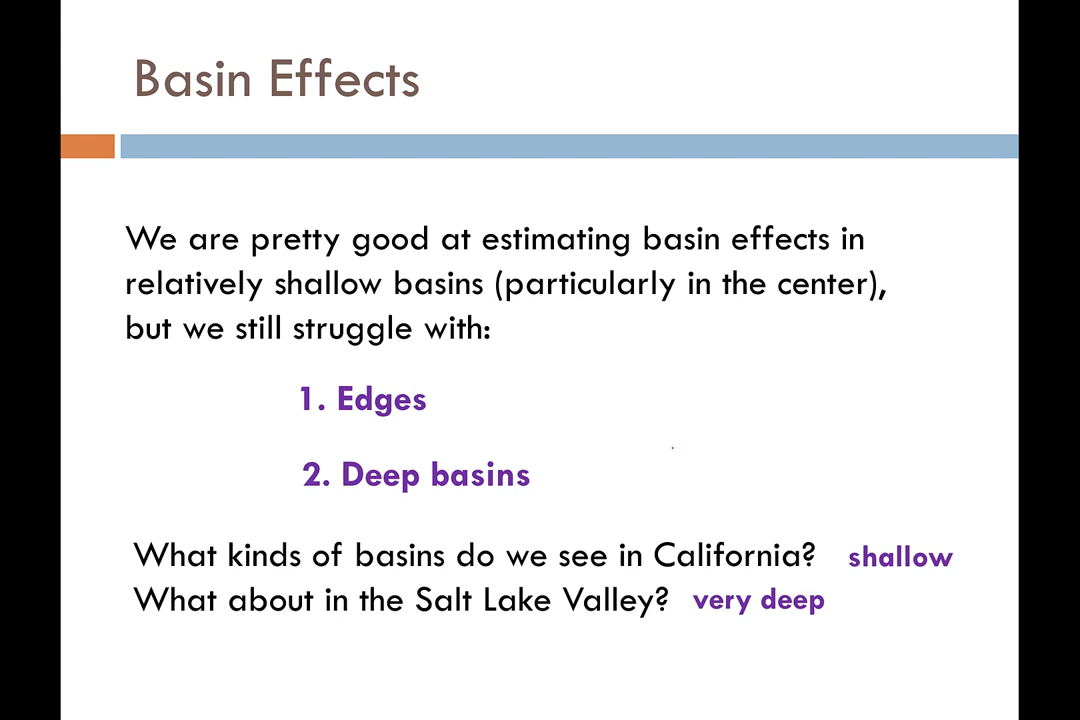 Basin Effects
We are pretty good at estimating basin effects in
relatively shallow basins (particularly in the center),
but we still struggle with:
1. Edges
2. Deep basins
What kinds of basins do we see in California? shallow
What about in the Salt Lake Valley? very deep